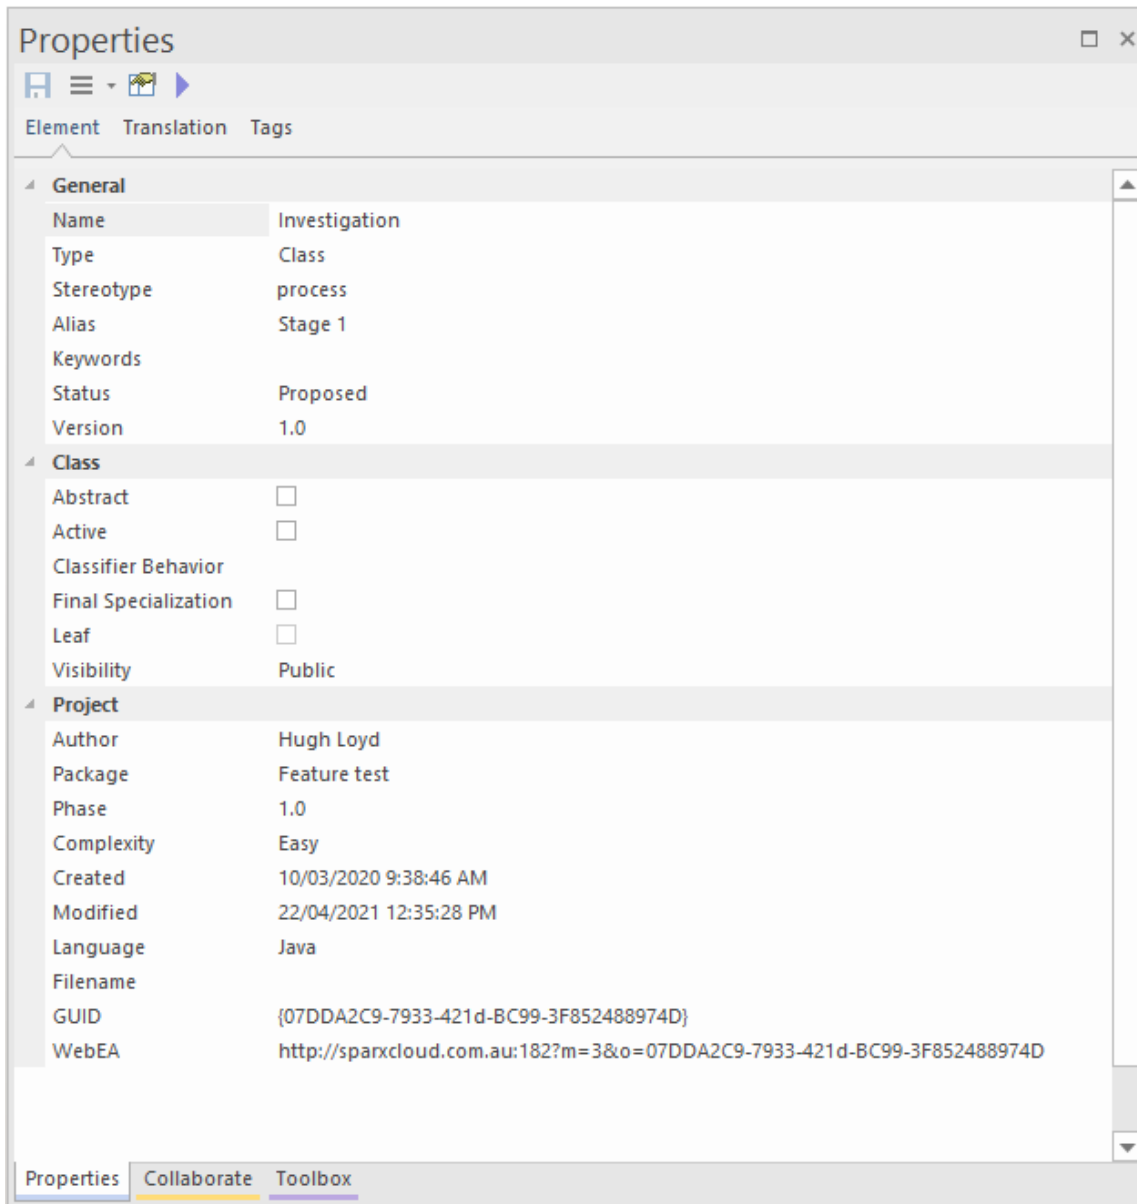 Properties
Element Translation Tags
General
Name Investigation
Type Class
Stereotype process
Alias Stage 1
Keywords
Status Proposed
Version 1.0
Class
Abstract
Active
Classifier Behavior
Final Specialization
Leaf
Visibility Public
Project
Author Hugh Loyd
Package Feature test
Phase 1.0
Complexity Easy
Created 10/03/2020 9:38:46 AM
Modified 22/04/2021 12:35:28 PM
Language Java
Filename
GUID {07DDA2C9-7933-421d-BC99-3F852488974D}
WebEA http://sparxcloud.com.au:182?m=3&o=07DDA2C9-7933-421d-BC99-3F852488974D
Properties Collaborate Toolbox